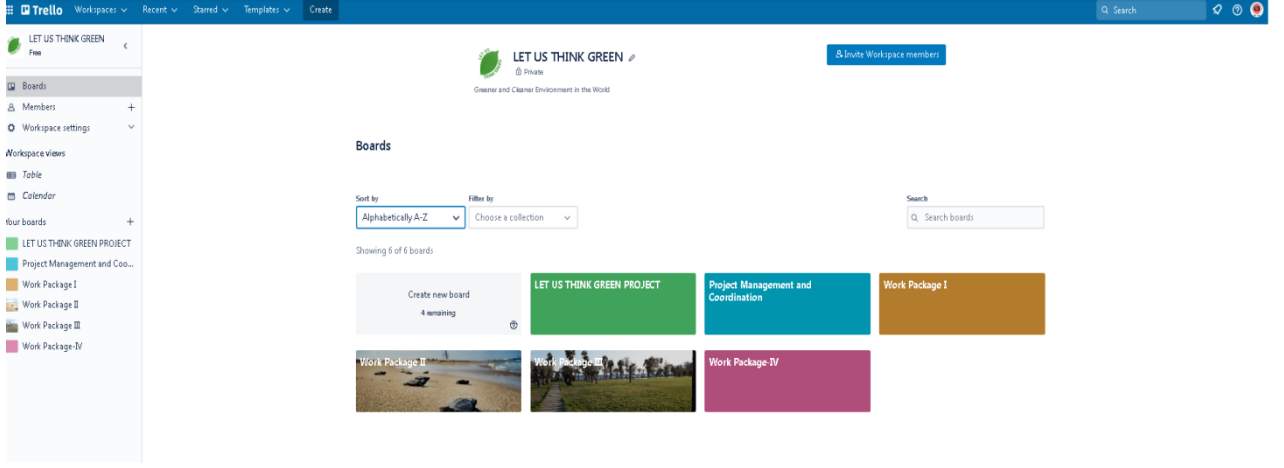 Trello Workspaces Recent Starred Templates Create Search
LET US THINK GREEN
Free
Boards
Members
Workspace settings
Workspace views
Table
Calendar
Your boards
LET US THINK GREEN PROJECT
Project Management and Coo...
Work Package I
Work Package II
Work Package III
Work Package-IV
LET US THINK GREEN
Private
Greener and Cleaner Environment in the World
Invite Workspace members
Boards
Sort by Filter by Search
Alphabetically A-Z Choose a collection Search boards
Showing 6 of 6 boards
Create new board
4 remaining
LET US THINK GREEN PROJECT
Project Management and
Coordination
Work Package I
Work Package II
Work Package III
Work Package-IV